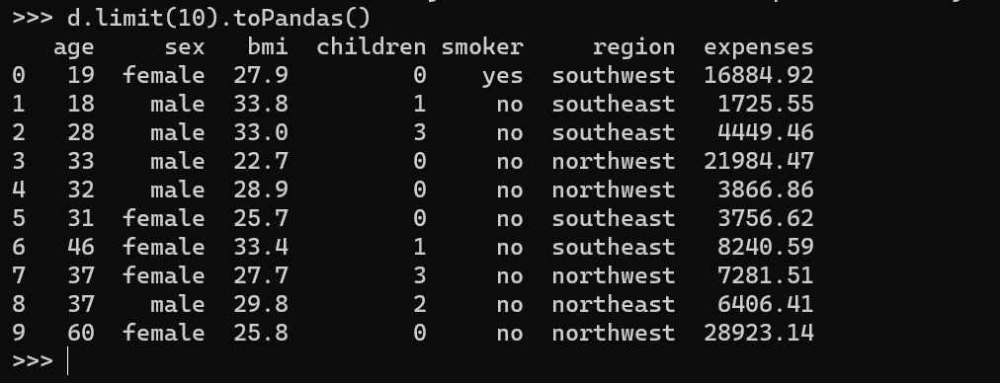 >>> d.limit(10).toPandas()
   age     sex   bmi  children smoker     region  expenses
0   19  female  27.9         0    yes  southwest  16884.92
1   18    male  33.8         1     no  southeast   1725.55
2   28    male  33.0         3     no  southeast   4449.46
3   33    male  22.7         0     no  northwest  21984.47
4   32    male  28.9         0     no  northwest   3866.86
5   31  female  25.7         0     no  southeast   3756.62
6   46  female  33.4         1     no  southeast   8240.59
7   37  female  27.7         3     no  northwest   7281.51
8   37    male  29.8         2     no  northeast   6406.41
9   60  female  25.8         0     no  northwest  28923.14
>>>